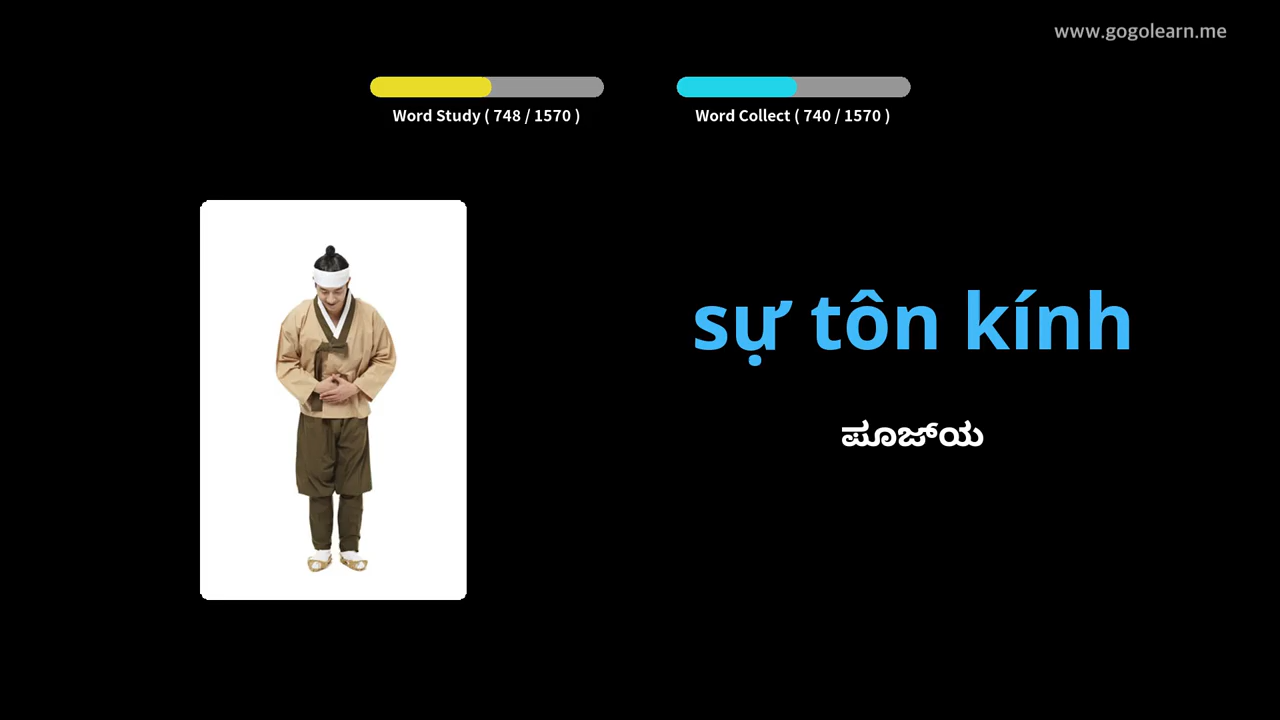 www.gogolearn.me
Word Study ( 748 / 1570 )
Word Collect ( 740 / 1570 )
sự tôn kính
ಪೂಜ್‌ಯ